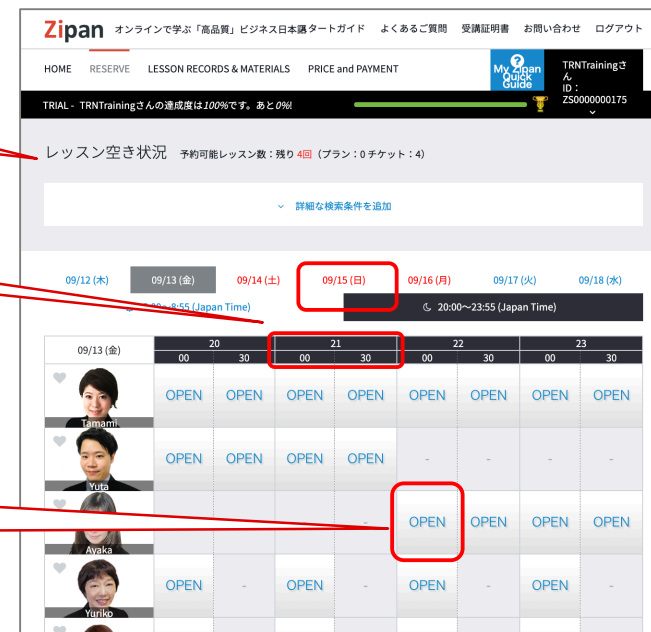 Zipan オンラインで学ぶ「高品質」ビジネス日本語 スタートガイド よくあるご質問 受講証明書 お問い合わせ ログアウト
HOME RESERVE LESSON RECORDS & MATERIALS PRICE and PAYMENT
My Zipan Quick Guide
TRNTrainingさん
ID :
ZS0000000175
TRIAL - TRNTrainingさんの達成度は100%です。あと0%!
レッスン空き状況 予約可能レッスン数：残り 4回（プラン：0 チケット：4）
詳細な検索条件を追加
09/12 (木) 09/13 (金) 09/14 (土) 09/15 (日) 09/16 (月) 09/17 (火) 09/18 (水)
8:55 (Japan Time) 20:00〜23:55 (Japan Time)
09/13 (金) 20 21 22 23
00 30 00 30 00 30 00 30
OPEN OPEN OPEN OPEN OPEN OPEN OPEN OPEN
Tamami
OPEN OPEN OPEN OPEN - - - -
Yuta
- OPEN OPEN OPEN OPEN
Ayaka
OPEN - OPEN - OPEN - OPEN -
Yuriko